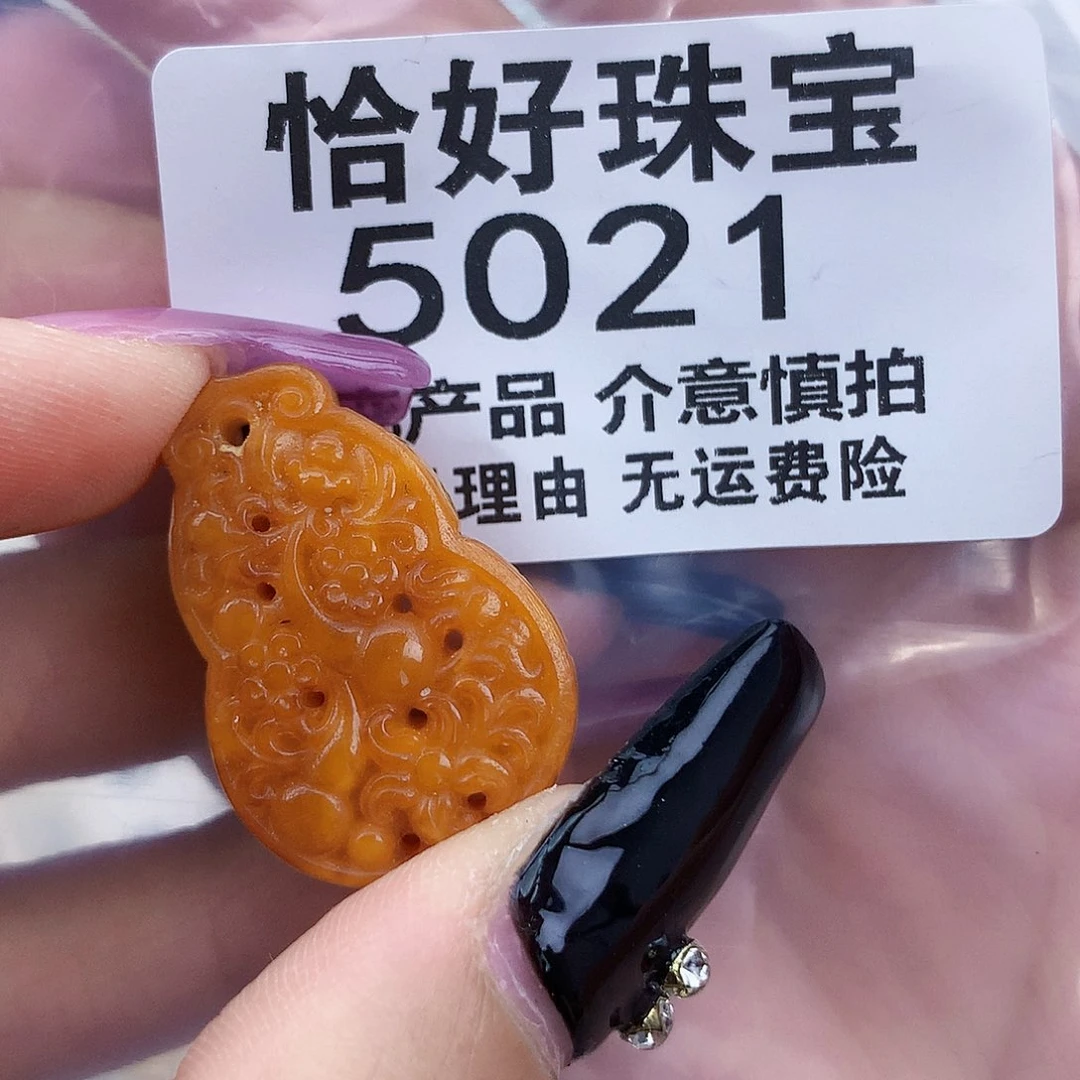 恰好珠宝
5021
产品 介意慎拍
理由 无运费险